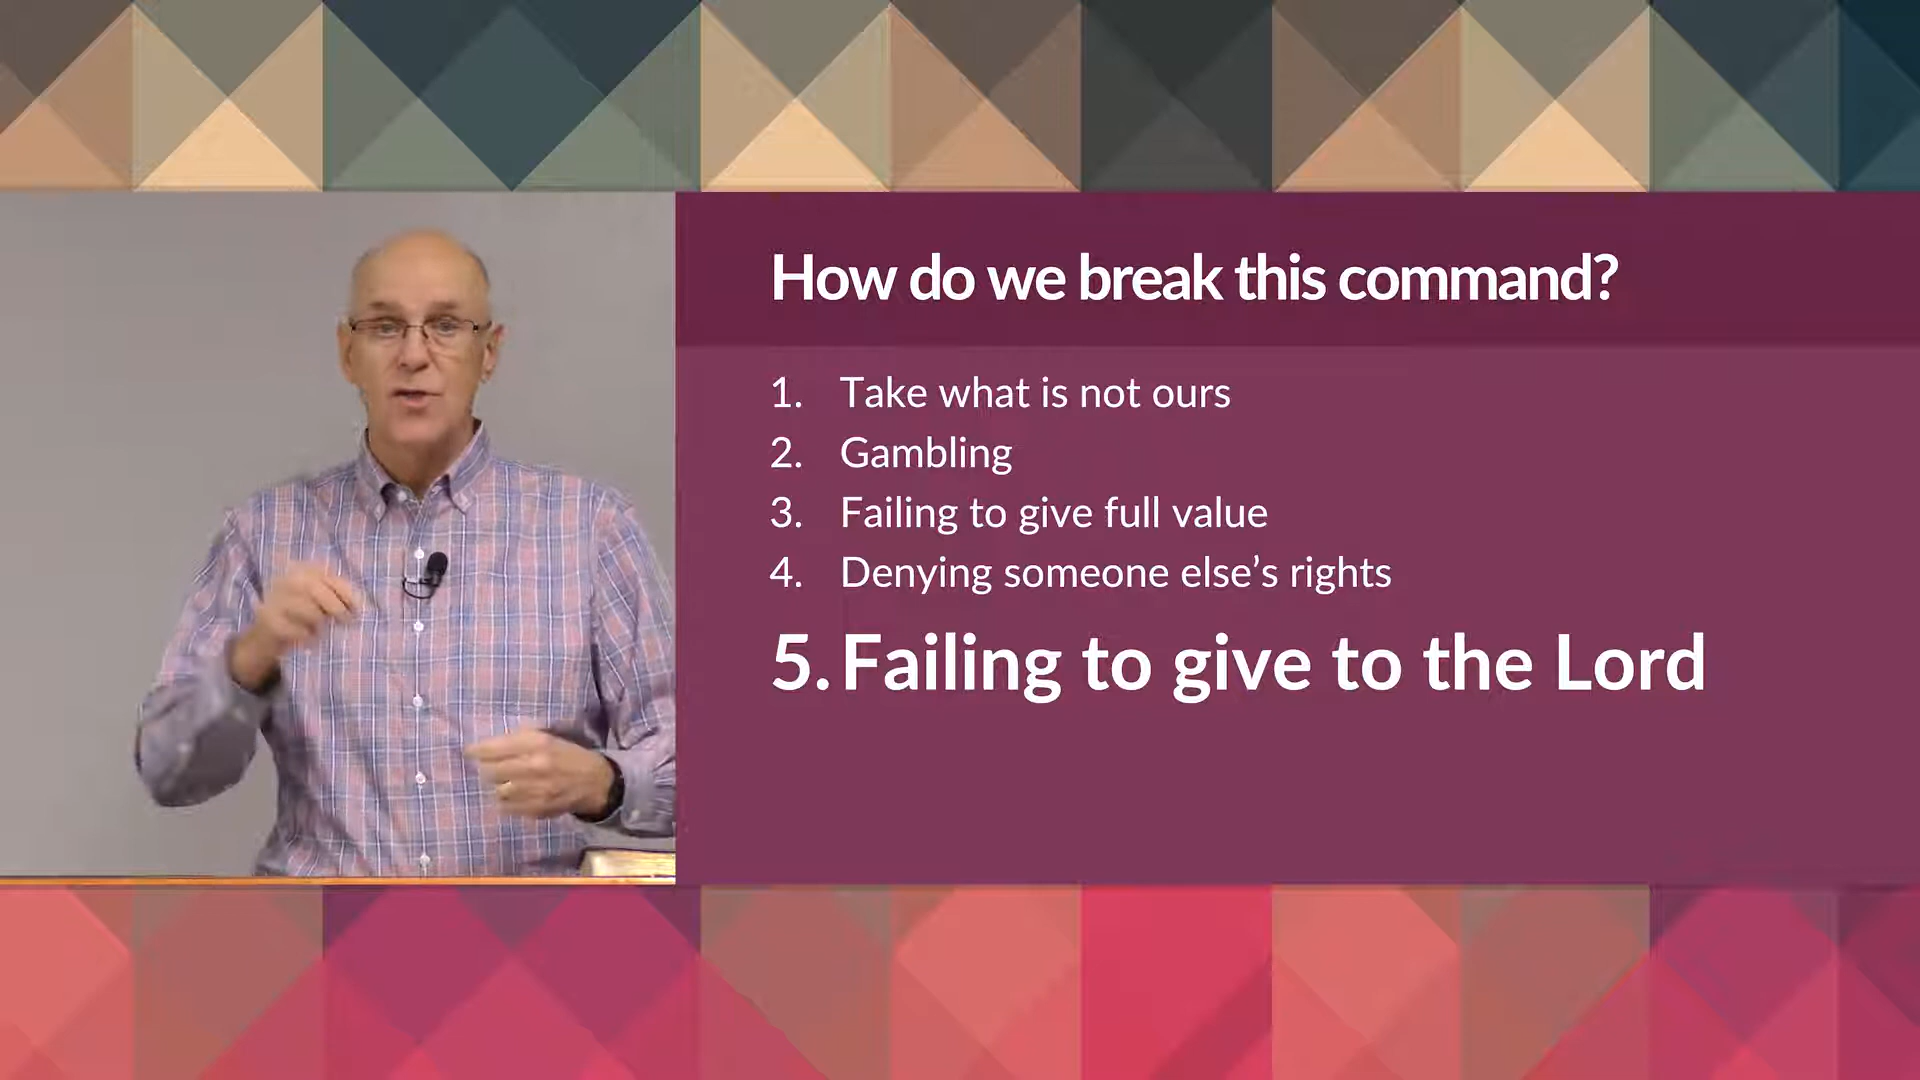 How do we break this command?
1. Take what is not ours
2. Gambling
3. Failing to give full value
4. Denying someone else’s rights
5. Failing to give to the Lord